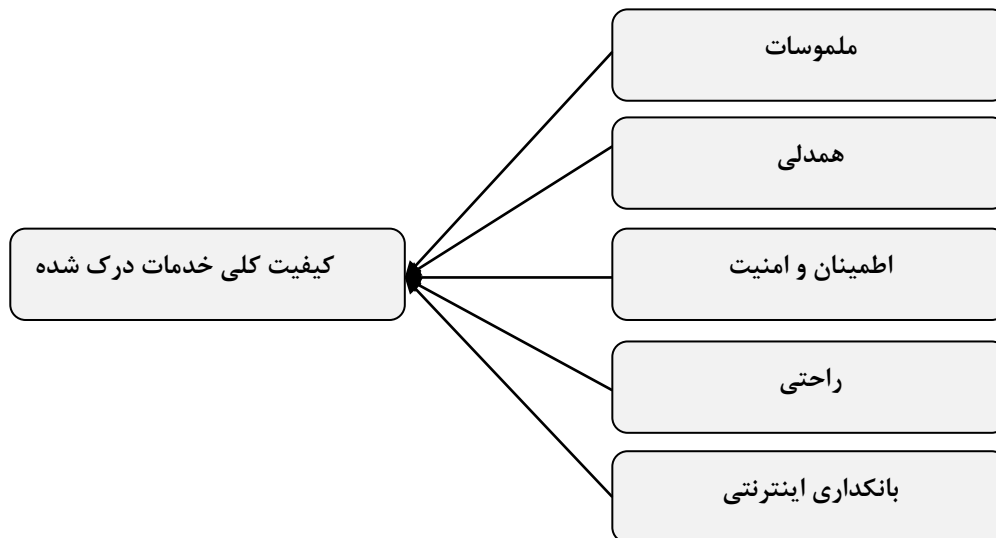 ملموسات
همدلی
اطمینان و امنیت
کیفیت کلی خدمات درک شده
راحتی
بانکداری اینترنتی